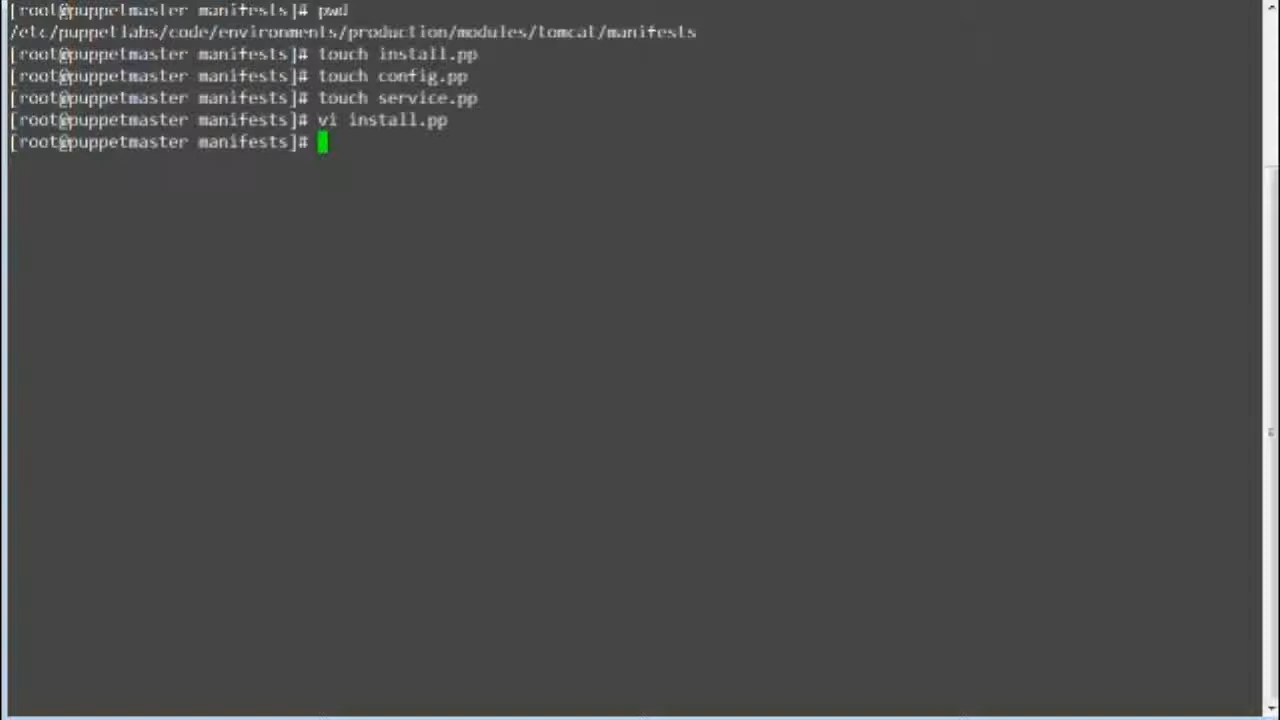 [root@puppetmaster manifests]# pwd
/etc/puppetlabs/code/environments/production/modules/tomcat/manifests
[root@puppetmaster manifests]# touch install.pp
[root@puppetmaster manifests]# touch config.pp
[root@puppetmaster manifests]# touch service.pp
[root@puppetmaster manifests]# vi install.pp
[root@puppetmaster manifests]#